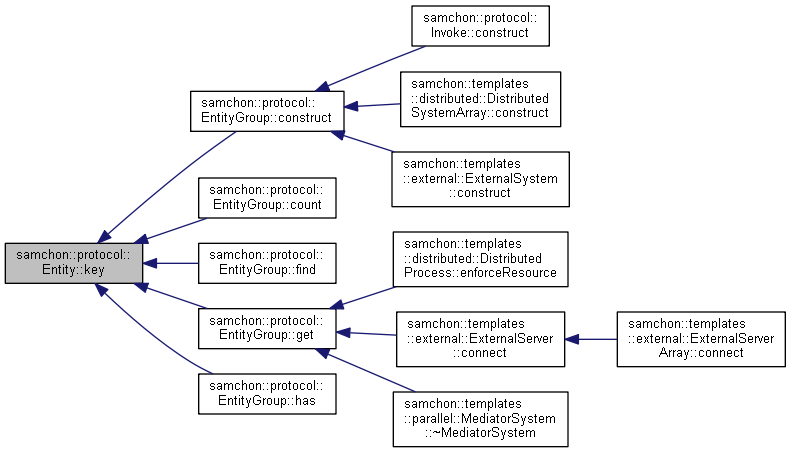 samchon::protocol::
Invoke::construct
samchon::templates
::distributed::Distributed
SystemArray::construct
samchon::protocol::
EntityGroup::construct
samchon::templates
::external::ExternalSystem
::construct
samchon::protocol::
EntityGroup::count
samchon::protocol::
Entity::key
samchon::protocol::
EntityGroup::find
samchon::templates
::distributed::Distributed
Process::enforceResource
samchon::protocol::
EntityGroup::get
samchon::templates
::external::ExternalServer
::connect
samchon::templates
::external::ExternalServer
Array::connect
samchon::protocol::
EntityGroup::has
samchon::templates
::parallel::MediatorSystem
::~MediatorSystem